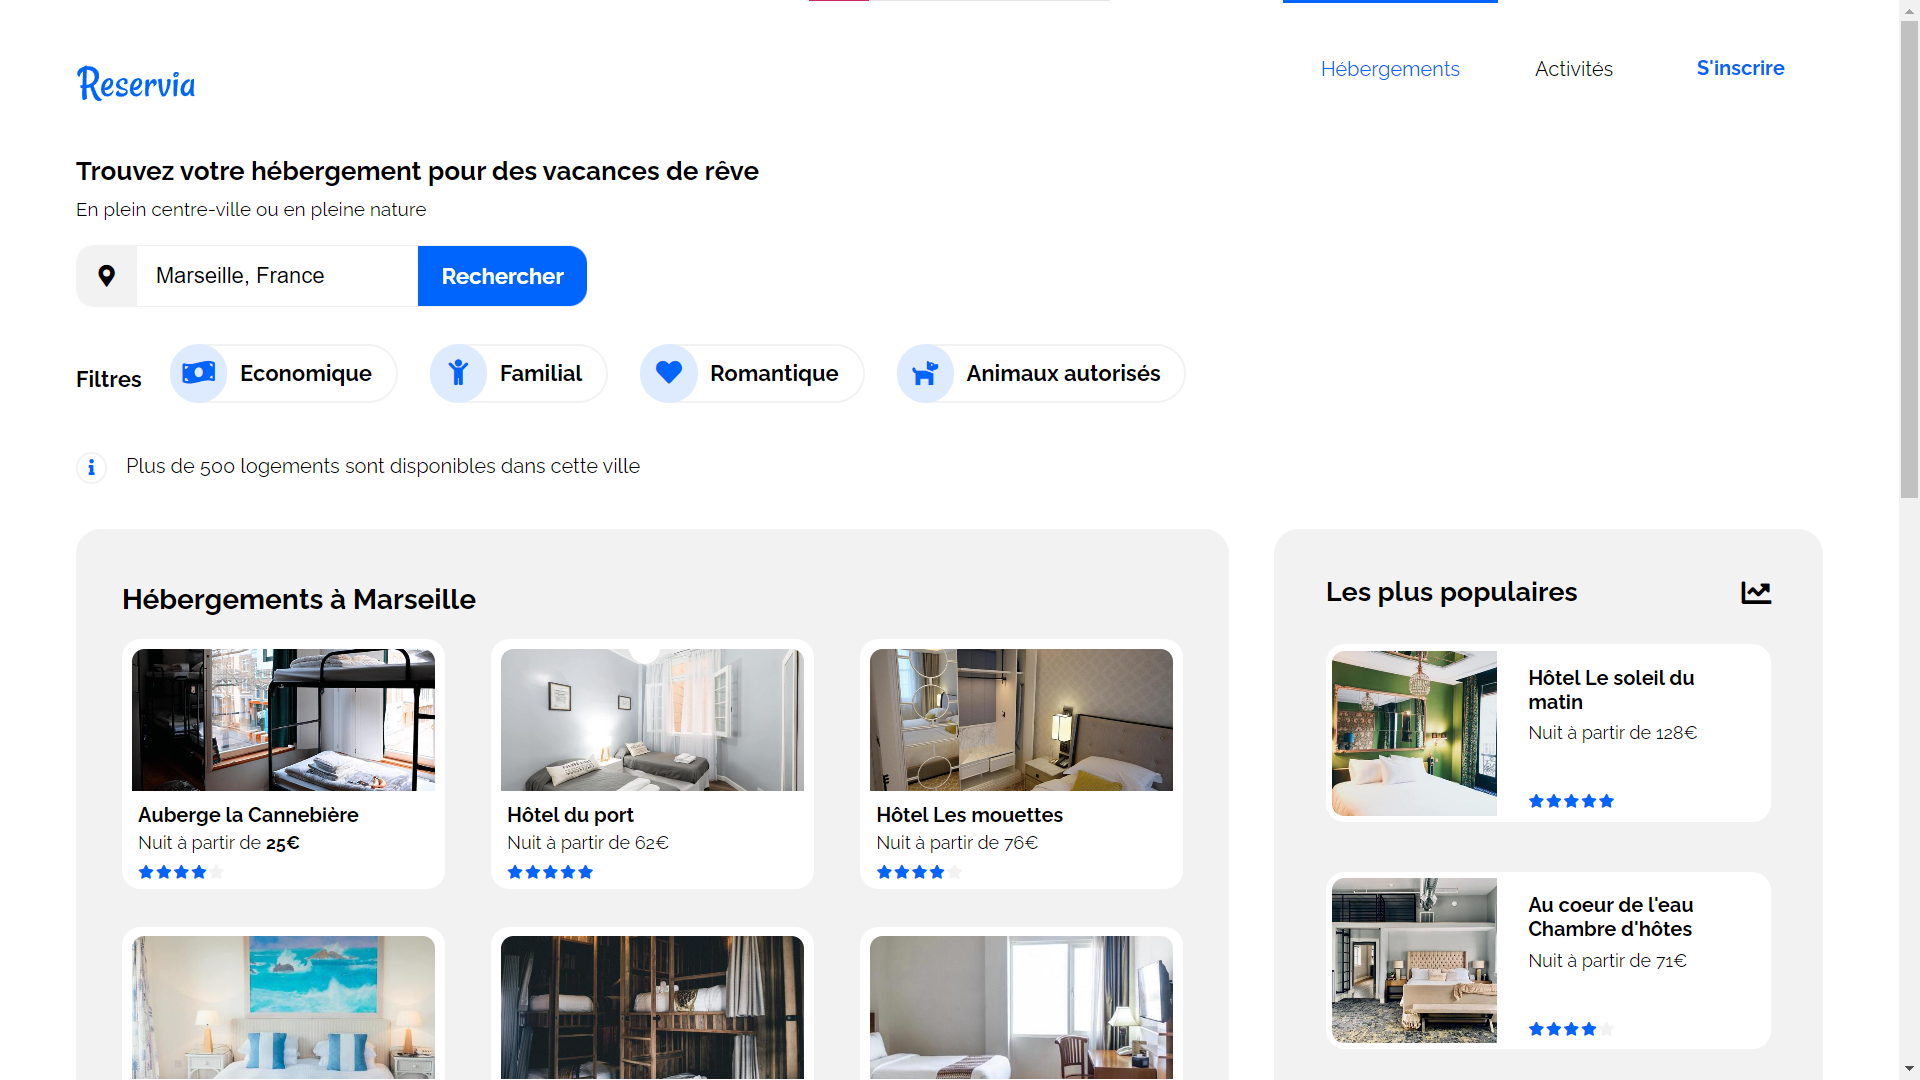 Reservia
Hébergements
Activités
S'inscrire
Trouvez votre hébergement pour des vacances de rêve
En plein centre-ville ou en pleine nature
Marseille, France
Rechercher
Filtres
Economique
Familial
Romantique
Animaux autorisés
Plus de 500 logements sont disponibles dans cette ville
Hébergements à Marseille
Auberge la Cannebière
Nuit à partir de 25€
Hôtel du port
Nuit à partir de 62€
Hôtel Les mouettes
Nuit à partir de 76€
Les plus populaires
Hôtel Le soleil du
matin
Nuit à partir de 128€
Au coeur de l'eau
Chambre d'hôtes
Nuit à partir de 71€